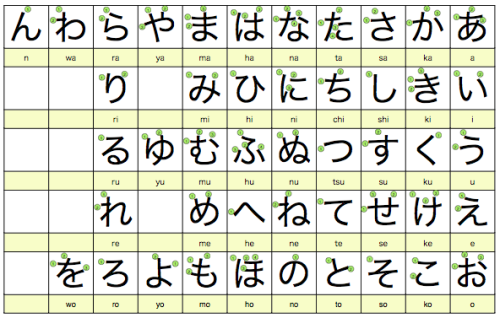 ん わ ら や ま は な た さ か あ
n wa ra ya ma ha na ta sa ka a
り み ひ に ち し き い
ri mi hi ni chi shi ki i
る ゆ む ふ ぬ つ す く う
ru yu mu hu nu tsu su ku u
れ め へ ね て せ け え
re me he ne te se ke e
を ろ よ も ほ の と そ こ お
wo ro yo mo ho no to so ko o